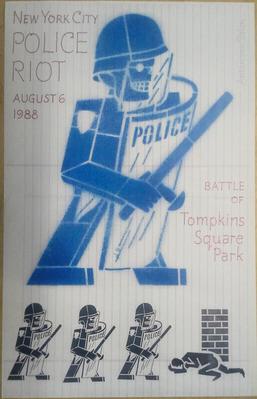 New York City
POLICE
RIOT
AUGUST 6
1988
POLICE
BATTLE
OF
Tompkins
Square
Park
POLICE
POLICE
POLICE